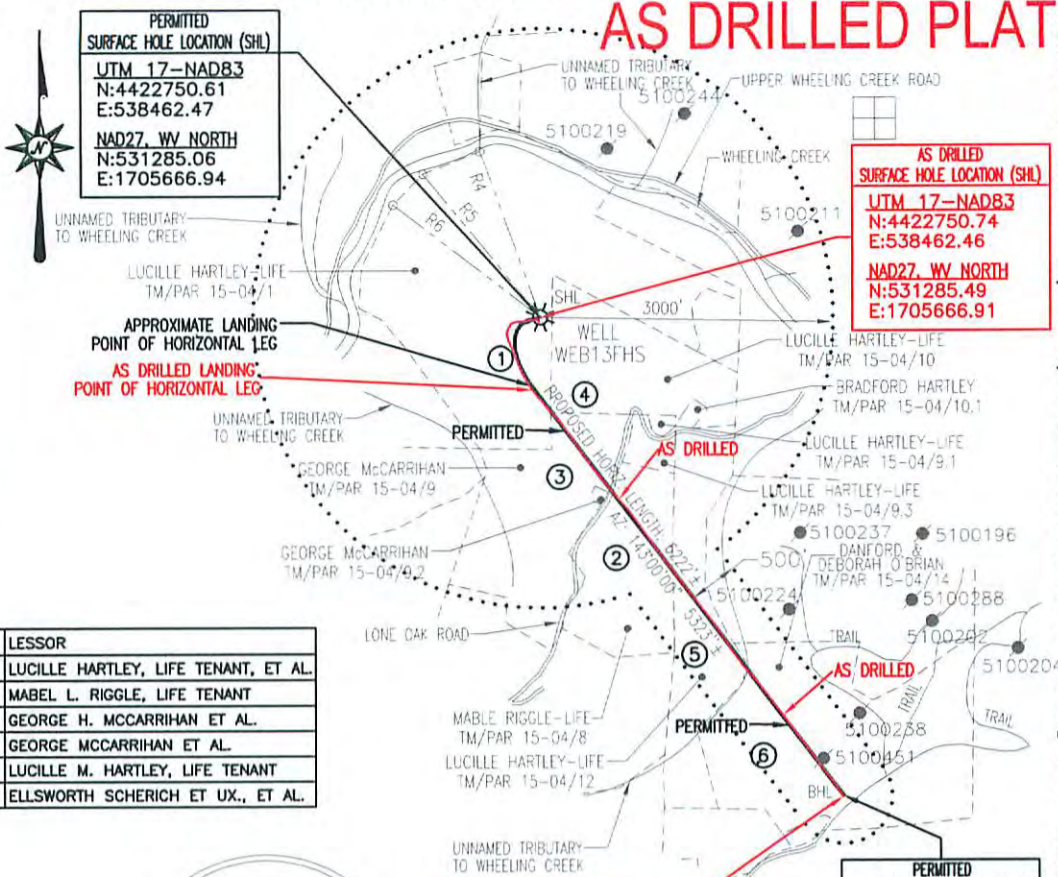 AS DRILLED PLAT
PERMITTED
SURFACE HOLE LOCATION (SHL)
UTM 17-NAD83
N:4422750.61
E:538462.47
NAD27, WV NORTH
N:531285.06
E:1705666.94
N
UNNAMED TRIBUTARY
TO WHEELING CREEK
5100244
UPPER WHEELING CREEK ROAD
5100219
WHEELING CREEK
AS DRILLED
SURFACE HOLE LOCATION (SHL)
UTM 17-NAD83
N:4422750.74
E:538462.46
NAD27, WV NORTH
N:531285.49
E:1705666.91
R4
R5
R6
5100211
UNNAMED TRIBUTARY
TO WHEELING CREEK
LUCILLE HARTLEY-LIFE
TM/PAR 15-04/1
SHL
3000'
WELL
WEB13FHS
APPROXIMATE LANDING
POINT OF HORIZONTAL LEG
AS DRILLED LANDING
POINT OF HORIZONTAL LEG
1
4
LUCILLE HARTLEY-LIFE
TM/PAR 15-04/10
BRADFORD HARTLEY
TM/PAR 15-04/10.1
UNNAMED TRIBUTARY
TO WHEELING CREEK
PERMITTED
AS DRILLED
LUCILLE HARTLEY-LIFE
TM/PAR 15-04/9.1
GEORGE McCARRIHAN
TM/PAR 15-04/9
3
LUCILLE HARTLEY-LIFE
TM/PAR 15-04/9.3
PROPOSED HORIZ. LENGTH: 6222'±
AZ. 143°00'00" 5323'±
GEORGE McCARRIHAN
TM/PAR 15-04/9.2
2
5100237
5100196
500'
DANFORD &
DEBORAH O'BRIAN
TM/PAR 15-04/14
5100224
5100288
5100202
5100204
LONE OAK ROAD
TRAIL
5
AS DRILLED
TRAIL
TRAIL
LESSOR
LUCILLE HARTLEY, LIFE TENANT, ET AL.
MABEL L. RIGGLE, LIFE TENANT
GEORGE H. MCCARRIHAN ET AL.
GEORGE MCCARRIHAN ET AL.
LUCILLE M. HARTLEY, LIFE TENANT
ELLSWORTH SCHERICH ET UX., ET AL.
MABLE RIGGLE-LIFE
TM/PAR 15-04/8
PERMITTED
5100238
LUCILLE HARTLEY-LIFE
TM/PAR 15-04/12
6
5100451
BHL
UNNAMED TRIBUTARY
TO WHEELING CREEK
PERMITTED